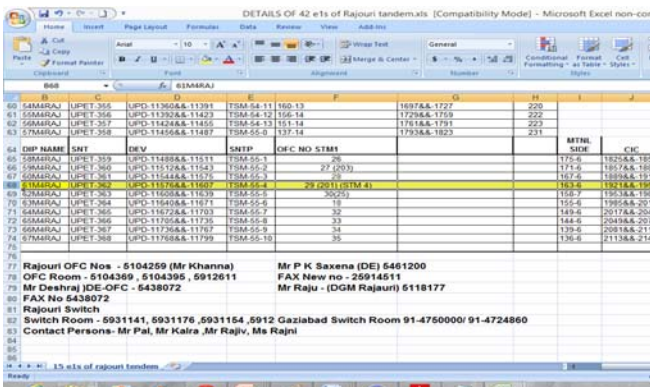 DETAILS OF 42 e1s of Rajouri tandem.xls [Compatibility Mode] - Microsoft Excel non-com
Home Insert Page Layout Formulas Data Review View Add-Ins
Cut
Copy
Paste Format Painter
Arial 10
Wrap Text
Merge & Center
General
Conditional Formatting Format as Table Cell Styles
Clipboard Font Alignment Number Styles
B68 fx 61M4RAJ
B C D E F G H I J
60 54M4RAJ UPET-355 UPD-11360&&-11391 TSM-54-11 160-13 1697&&-1727 220
61 55M4RAJ UPET-356 UPD-11392&&-11423 TSM-54-12 156-14 1729&&-1759 222
62 56M4RAJ UPET-357 UPD-11424&&-11455 TSM-54-13 151-14 1761&&-1791 223
63 57M4RAJ UPET-358 UPD-11456&&-11487 TSM-55-0 137-14 1793&&-1823 231
64 DIP NAME SNT DEV SNTP OFC NO STM1 MTNL SIDE CIC
65 58M4RAJ UPET-359 UPD-11488&&-11511 TSM-55-1 26 175-6
66 59M4RAJ UPET-360 UPD-11512&&-11543 TSM-55-2 27 (203) 171-6
67 60M4RAJ UPET-361 UPD-11561&&-11575 TSM-55-3 167-6
68 61M4RAJ UPET-362 UPD-11576&&-11607 TSM-55-4 29 (201) (STM 4) 163-6
69 62M4RAJ UPET-363 UPD-11608&&-11639 TSM-55-5 30(25) 158-7
70 63M4RAJ UPET-364 UPD-11640&&-11671 TSM-55-6 155-6
71 64M4RAJ UPET-365 UPD-11672&&-11703 TSM-55-7 32 149-6
72 65M4RAJ UPET-366 UPD-11705&&-11735 TSM-55-8 33 144-6
73 66M4RAJ UPET-367 UPD-11736&&-11767 TSM-55-9 34 139-6
74 67M4RAJ UPET-368 UPD-11768&&-11799 TSM-55-10 35 136-6
75
76
77 Rajouri OFC Nos - 5104259 (Mr Khanna) Mr P K Saxena (DE) 5461200
78 OFC Room - 5104369 , 5104395 , 5912611 FAX New no - 25914511
79 Mr Deshraj )DE-OFC - 5438072 Mr Raju - (DGM Rajauri) 5118177
80 FAX No 5438072
81 Rajouri Switch
82 Switch Room - 5931141, 5931176 ,5931154 ,5912 Gaziabad Switch Room 91-4750000/ 91-4724860
83 Contact Persons- Mr Pal, Mr Kalra ,Mr Rajiv, Ms Rajni
84
85
86
15 e1s of rajouri tendem
Ready